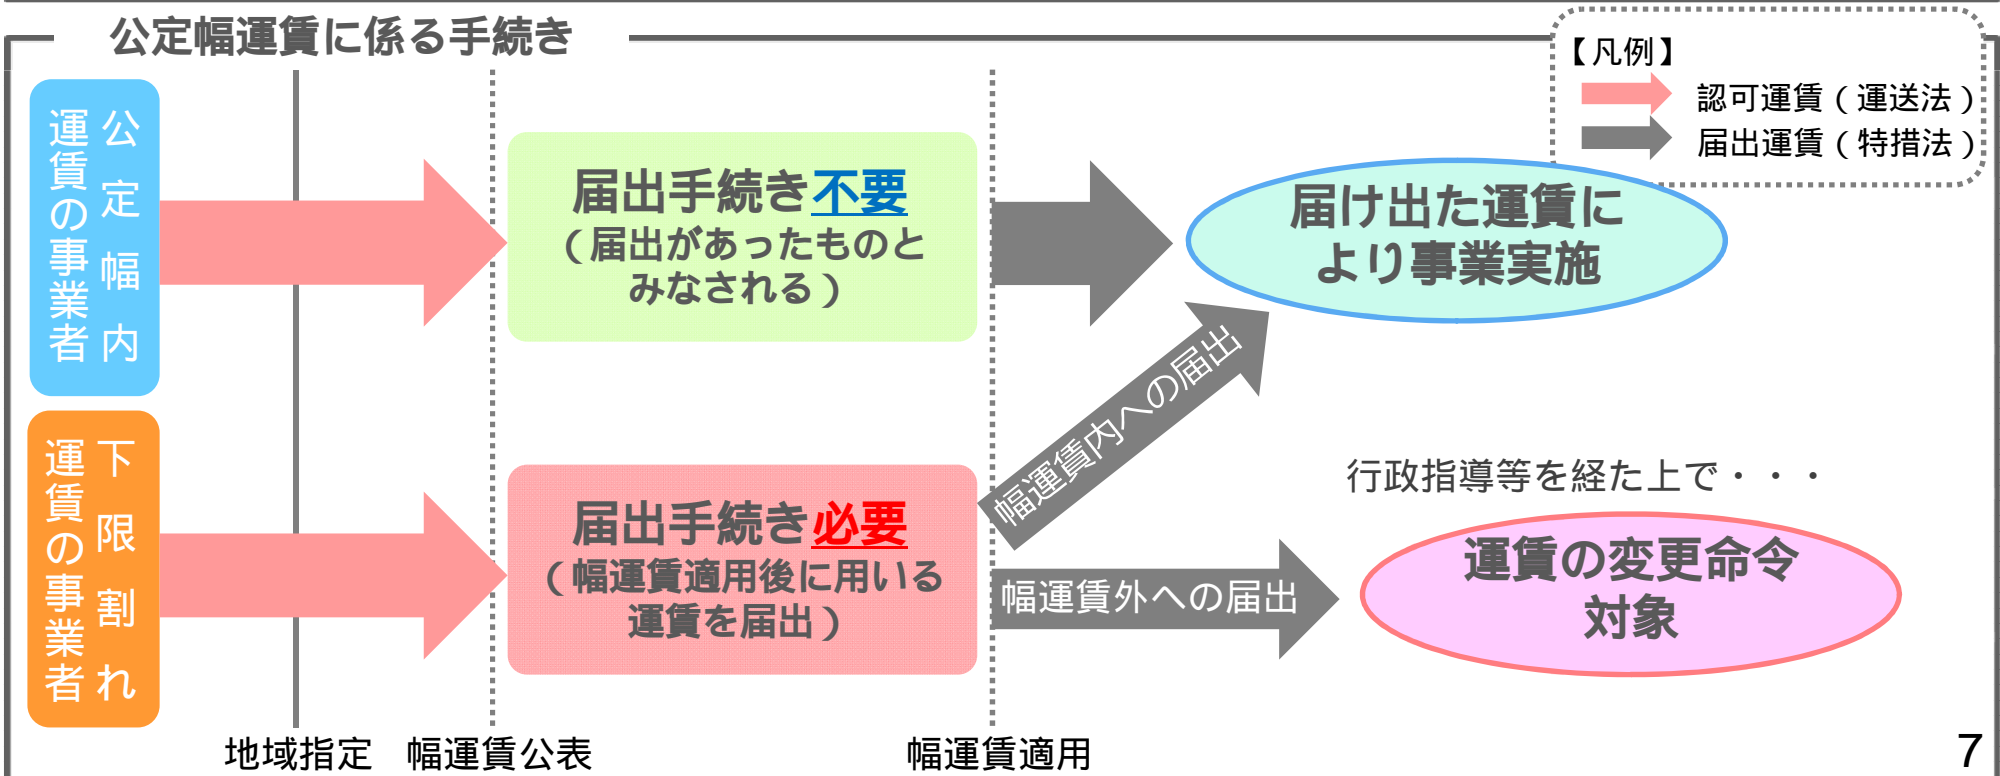 公定幅運賃に係る手続き
【凡例】
認可運賃（運送法）
届出運賃（特措法）
公定幅内
運賃の事業者
届出手続き不要
（届出があったものと
みなされる）
届け出た運賃に
より事業実施
下限割れ
運賃の事業者
届出手続き必要
（幅運賃適用後に用いる
運賃を届出）
幅運賃内への届出
幅運賃外への届出
行政指導等を経た上で・・・
運賃の変更命令
対象
地域指定
幅運賃公表
幅運賃適用
7